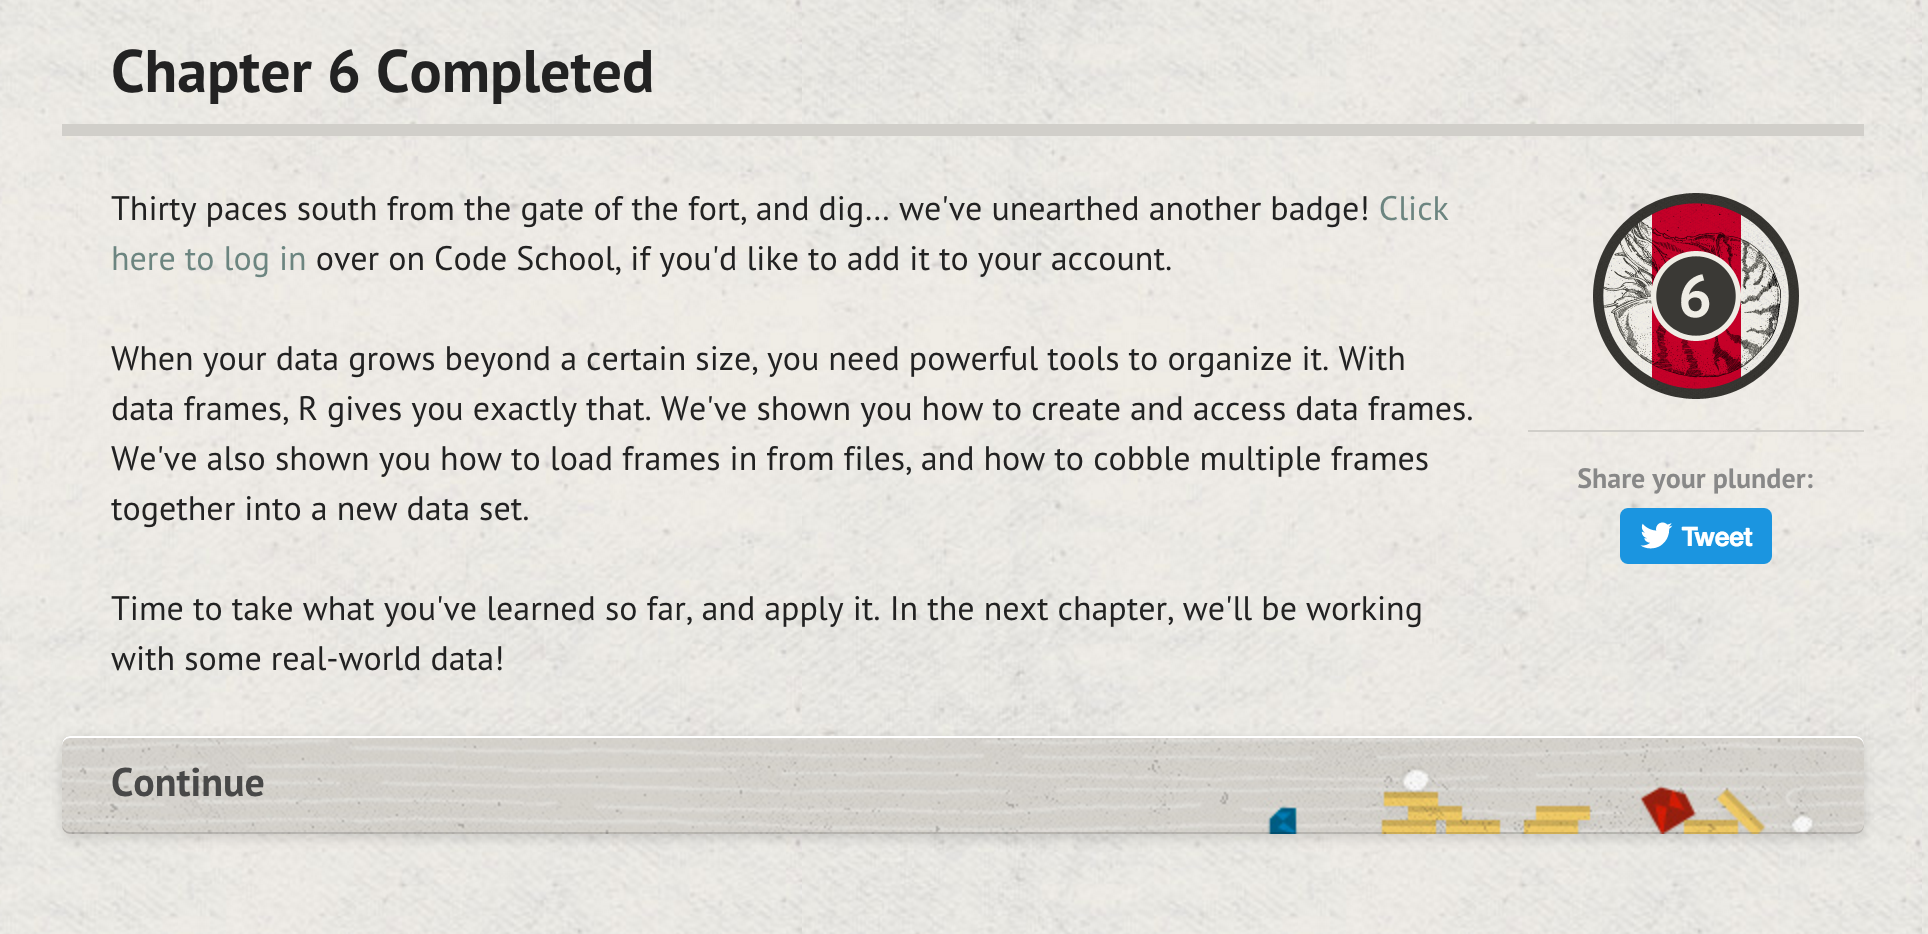 Chapter 6 Completed
Thirty paces south from the gate of the fort, and dig... we've unearthed another badge! Click
here to log in over on Code School, if you'd like to add it to your account.
When your data grows beyond a certain size, you need powerful tools to organize it. With
data frames, R gives you exactly that. We've shown you how to create and access data frames.
We've also shown you how to load frames in from files, and how to cobble multiple frames
together into a new data set.
Time to take what you've learned so far, and apply it. In the next chapter, we'll be working
with some real-world data!
6
Share your plunder:
Tweet
Continue